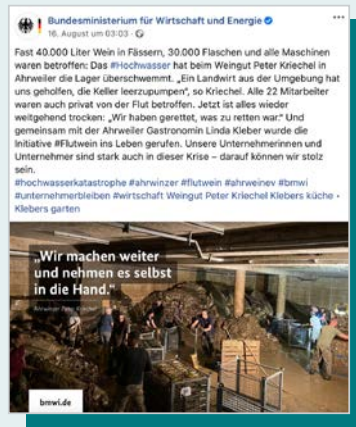 Bundesministerium für Wirtschaft und Energie
16. August um 03:03 ·
Fast 40.000 Liter Wein in Fässern, 30.000 Flaschen und alle Maschinen
waren betroffen: Das #Hochwasser hat beim Weingut Peter Kriechel in
Ahrweiler die Lager überschwemmt. „Ein Landwirt aus der Umgebung hat
uns geholfen, die Keller leerzupumpen", so Kriechel. Alle 22 Mitarbeiter
waren auch privat von der Flut betroffen. Jetzt ist alles wieder
weitgehend trocken: „Wir haben gerettet, was zu retten war." Und
gemeinsam mit der Ahrweiler Gastronomin Linda Kleber wurde die
Initiative #Flutwein ins Leben gerufen. Unsere Unternehmerinnen und
Unternehmer sind stark auch in dieser Krise – darauf können wir stolz
sein.
#hochwasserkatastrophe #ahrwinzer #flutwein #ahrweinev #bmwi
#unternehmerbleiben #wirtschaft Weingut Peter Kriechel Klebers küche •
Klebers garten
„Wir machen weiter
und nehmen es selbst
in die Hand."
Ahrwinzer Peter Kriechel
bmwi.de